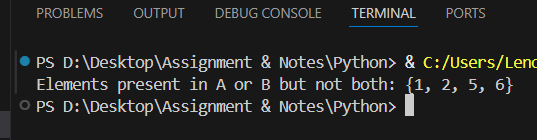 PROBLEMS OUTPUT DEBUG CONSOLE TERMINAL PORTS
PS D:\Desktop\Assignment & Notes\Python> & C:/Users/Leno
Elements present in A or B but not both: {1, 2, 5, 6}
PS D:\Desktop\Assignment & Notes\Python>